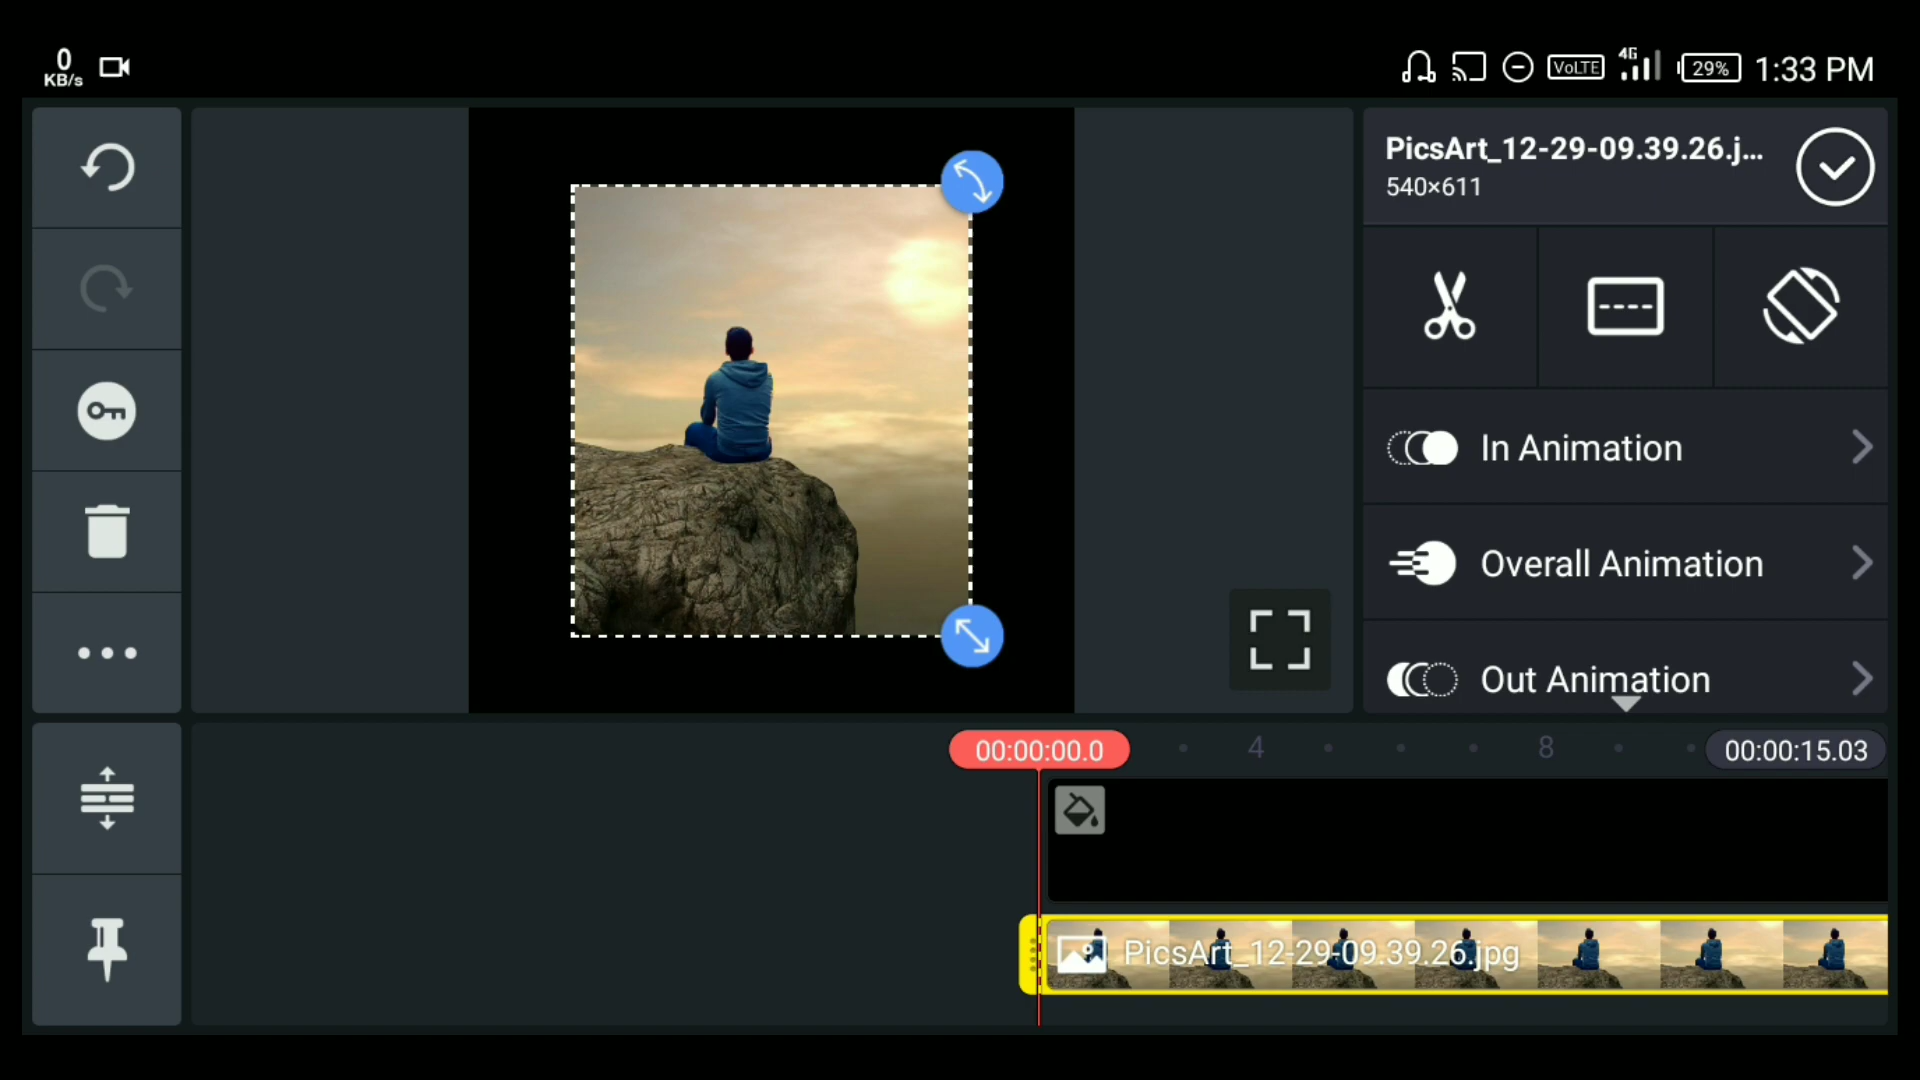 0
KB/s
VoLTE
4G
29%
1:33 PM
PicsArt_12-29-09.39.26.j...
540×611
In Animation
Overall Animation
Out Animation
00:00:00.0
4
8
00:00:15.03
PicsArt_12-29-09.39.26.jpg